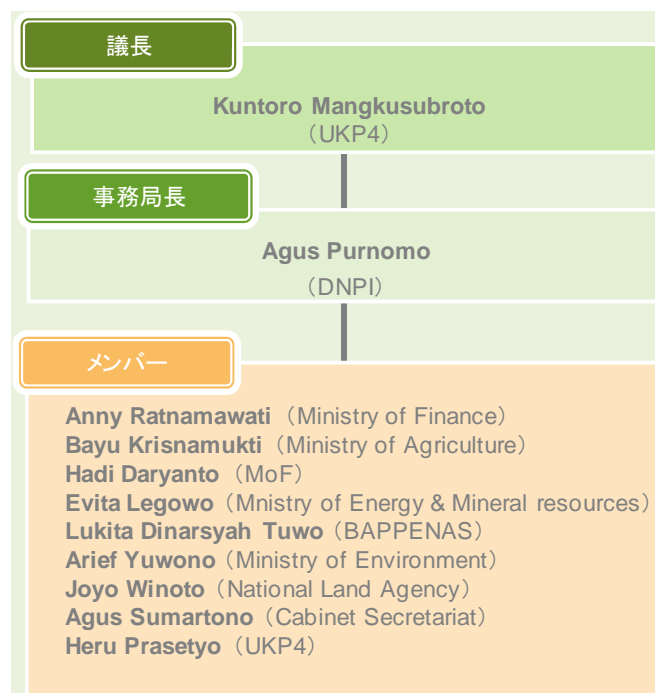 議長
Kuntoro Mangkusubroto
（UKP4）
事務局長
Agus Purnomo
（DNPI）
メンバー
Anny Ratnamawati（Ministry of Finance）
Bayu Krisnamukti（Ministry of Agriculture）
Hadi Daryanto（MoF）
Evita Legowo（Mnistry of Energy & Mineral resources）
Lukita Dinarsyah Tuwo（BAPPENAS）
Arief Yuwono（Ministry of Environment）
Joyo Winoto（National Land Agency）
Agus Sumartono（Cabinet Secretariat）
Heru Prasetyo（UKP4）